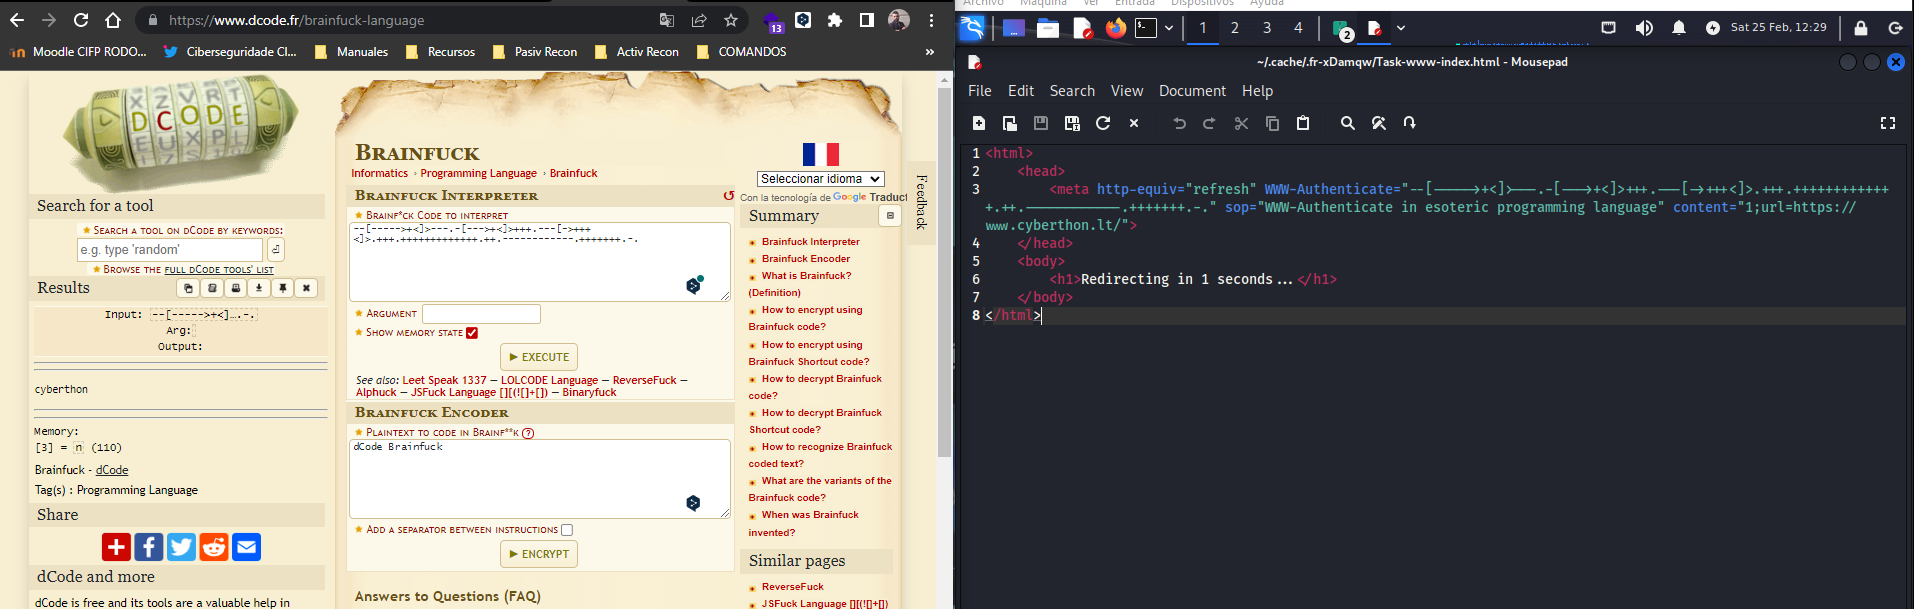 https://www.dcode.fr/brainfuck-language
13
Moodle CIFP RODO...
Ciberseguridade CI...
Manuales
Recursos
Pasiv Recon
Activ Recon
COMANDOS
»
DCODE
Search for a tool
★ SEARCH A TOOL ON DCODE BY KEYWORDS:
e.g. type 'random'
★ BROWSE THE FULL DCODE TOOLS' LIST
Results
Input: --[----->+<]….-.
Arg:
Output:
cyberthon
Memory:
[3] = n (110)
Brainfuck - dCode
Tag(s) : Programming Language
Share
dCode and more
dCode is free and its tools are a valuable help in
BRAINFUCK
Informatics › Programming Language › Brainfuck
BRAINFUCK INTERPRETER
★ BRAINF*CK CODE TO INTERPRET
--[----->+<]>---.-[--->+<]>+++.---[->+++
<]>.+++.+++++++++++++.++.------------.+++++++.-.
★ ARGUMENT
★ SHOW MEMORY STATE
▶ EXECUTE
See also: Leet Speak 1337 — LOLCODE Language — ReverseFuck —
Alphuck — JSFuck Language [][(![]+[]) — Binaryfuck
BRAINFUCK ENCODER
★ PLAINTEXT TO CODE IN BRAINF**K (?)
dCode Brainfuck
★ ADD A SEPARATOR BETWEEN INSTRUCTIONS
▶ ENCRYPT
Answers to Questions (FAQ)
Seleccionar idioma
Con la tecnología de Google Traduct
Summary
Brainfuck Interpreter
Brainfuck Encoder
What is Brainfuck?
(Definition)
How to encrypt using
Brainfuck code?
How to encrypt using
Brainfuck Shortcut code?
How to decrypt Brainfuck
code?
How to decrypt Brainfuck
Shortcut code?
How to recognize Brainfuck
coded text?
What are the variants of the
Brainfuck code?
When was Brainfuck
invented?
Similar pages
ReverseFuck
JSFuck Language [][(![]+[])
Feedback
Archivo Máquina Ver Entrada Dispositivos Ayuda
1 2 3 4
2
Sat 25 Feb, 12:29
~/.cache/.fr-xDamqw/Task-www-index.html - Mousepad
File Edit Search View Document Help
1 <html>
2 <head>
3 <meta http-equiv="refresh" WWW-Authenticate="--[----->+<]>---.-[--->+<]>+++.---[->+++<]>.+++.++++++++++++
+.++.------------.+++++++.-." sop="WWW-Authenticate in esoteric programming language" content="1;url=https://
www.cyberthon.lt/">
4 </head>
5 <body>
6 <h1>Redirecting in 1 seconds...</h1>
7 </body>
8 </html>